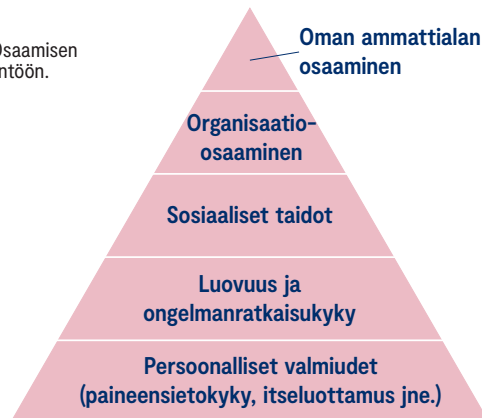 Osaamisen
ntöön.
Oman ammattialan
osaaminen
Organisaatio-
osaaminen
Sosiaaliset taidot
Luovuus ja
ongelmanratkaisukyky
Persoonalliset valmiudet
(paineensietokyky, itseluottamus jne.)